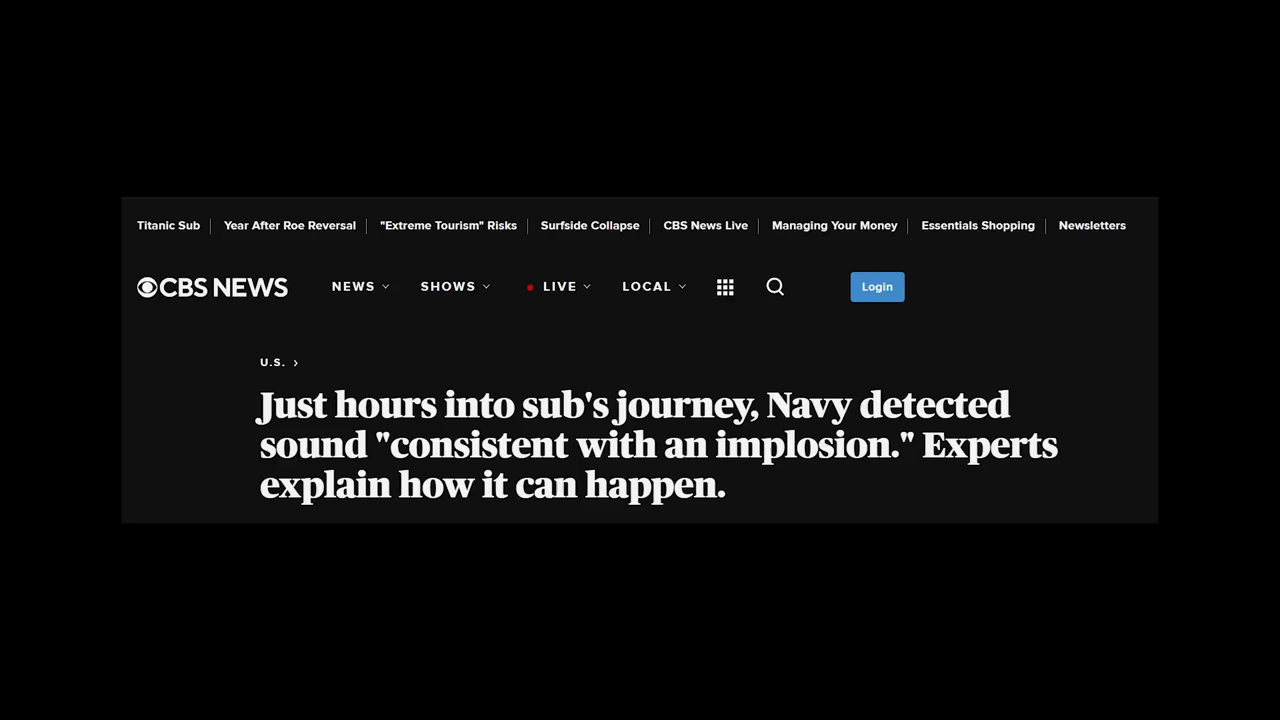 Titanic Sub Year After Roe Reversal "Extreme Tourism" Risks Surfside Collapse CBS News Live Managing Your Money Essentials Shopping Newsletters
CBS NEWS NEWS SHOWS LIVE LOCAL Login
U.S. ›
Just hours into sub's journey, Navy detected
sound "consistent with an implosion." Experts
explain how it can happen.